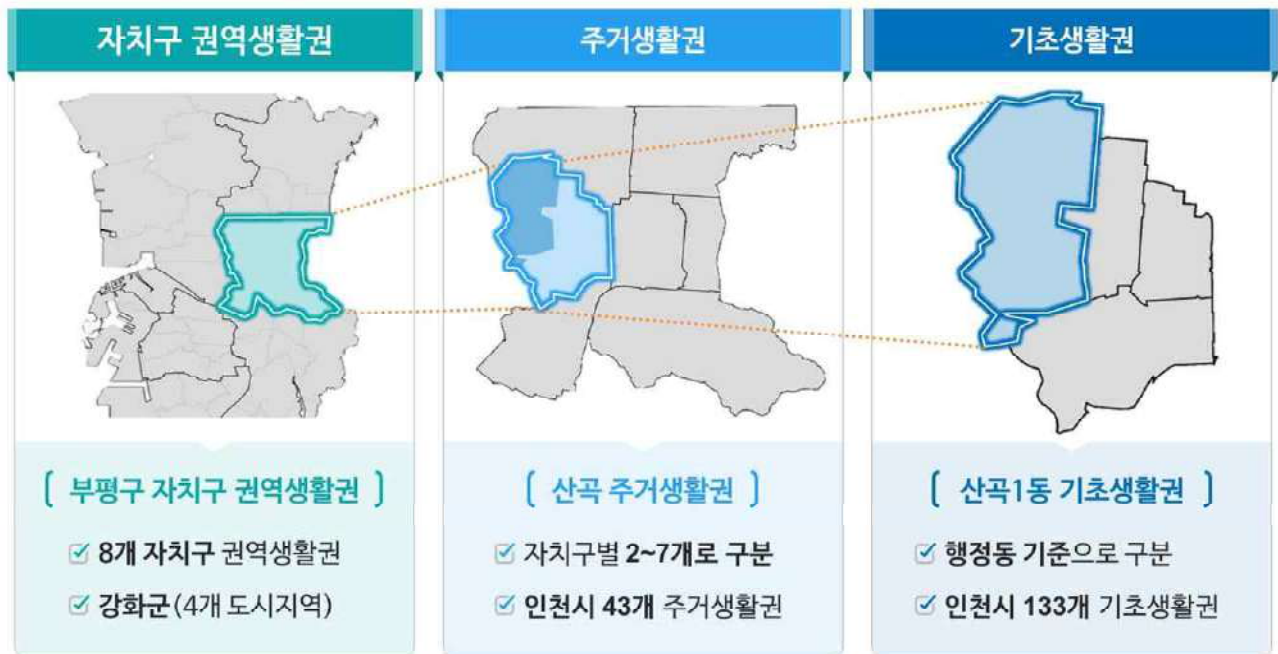 자치구 권역생활권
주거생활권
기초생활권
[ 부평구 자치구 권역생활권 ]
8개 자치구 권역생활권
강화군(4개 도시지역)
[ 산곡 주거생활권 ]
자치구별 2~7개로 구분
인천시 43개 주거생활권
[ 산곡1동 기초생활권 ]
행정동 기준으로 구분
인천시 133개 기초생활권